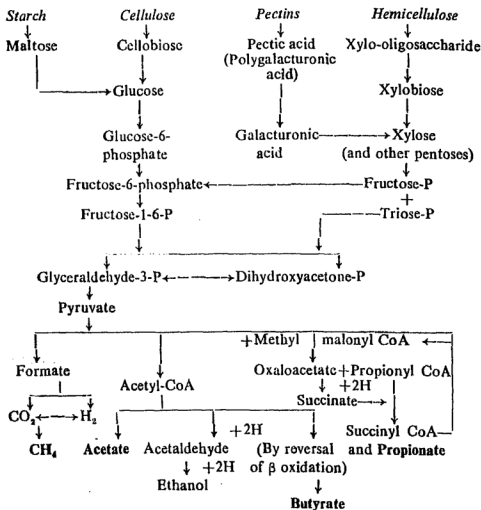 Starch Cellulose Pectins Hemicellulose
Maltose Cellobiose Pectic acid Xylo-oligosaccharide
(Polygalacturonic
acid)
Glucose Xylobiose
Glucose-6- Galacturonic Xylose
phosphate acid (and other pentoses)
Fructose-6-phosphate Fructose-P
+
Fructose-1-6-P Triose-P
Glyceraldehyde-3-P Dihydroxyacetone-P
Pyruvate
+Methyl malonyl CoA
Formate Oxaloacetate+Propionyl CoA
Acetyl-CoA +2H
Succinate
CO₂ H₂ +2H Succinyl CoA
CH₄ Acetate Acetaldehyde (By reversal and Propionate
+2H of β oxidation)
Ethanol
Butyrate